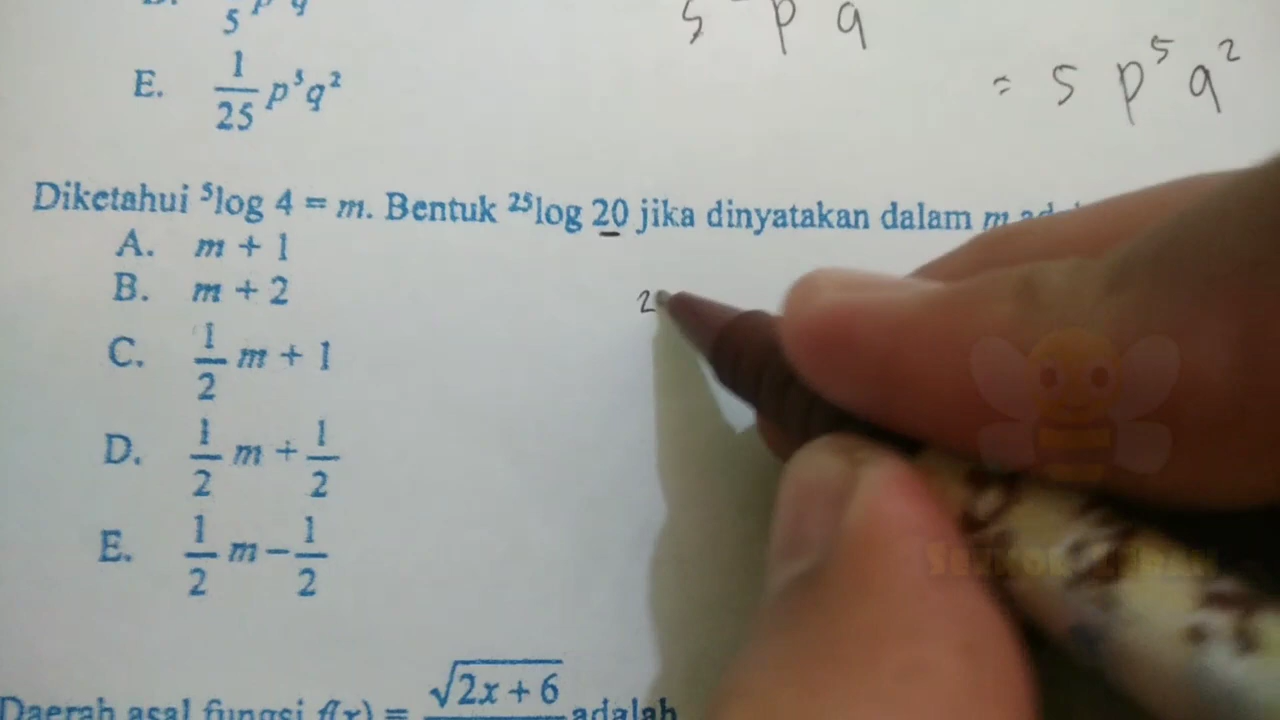 5 p q
E. 1/25 p³q²
= 5 p⁵ q²
Diketahui ⁵log 4 = m. Bentuk ²⁵log 20 jika dinyatakan dalam m
A. m + 1
B. m + 2
2
C. 1/2 m + 1
D. 1/2 m + 1/2
E. 1/2 m − 1/2
Daerah asal fungsi f(x) = √2x + 6 adalah